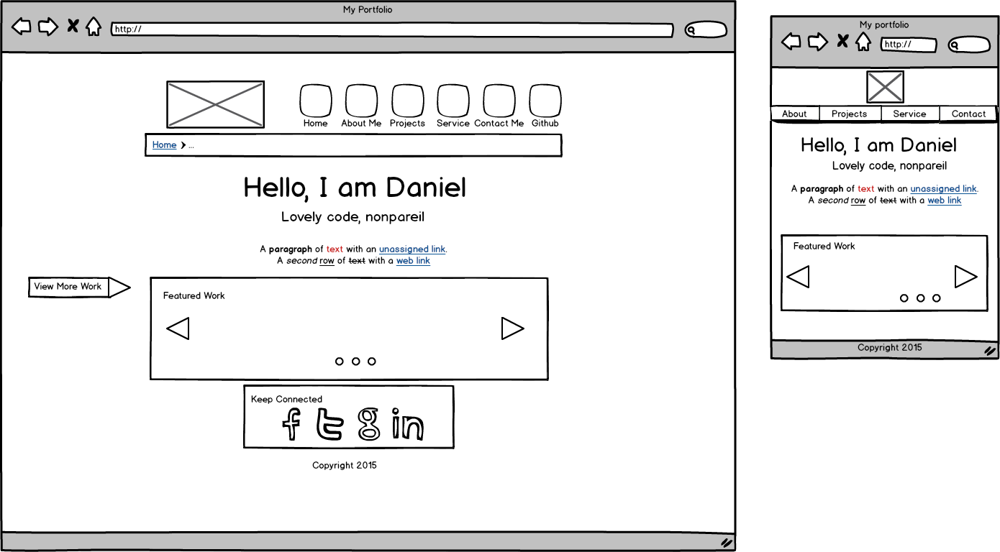 My Portfolio
http://
Home About Me Projects Service Contact Me Github
Home > ...
Hello, I am Daniel
Lovely code, nonpareil
A paragraph of text with an unassigned link.
A second row of text with a web link
View More Work
Featured Work
Keep Connected
f t g in
Copyright 2015
My portfolio
http://
About Projects Service Contact
Hello, I am Daniel
Lovely code, nonpareil
A paragraph of text with an unassigned link.
A second row of text with a web link
Featured Work
Copyright 2015